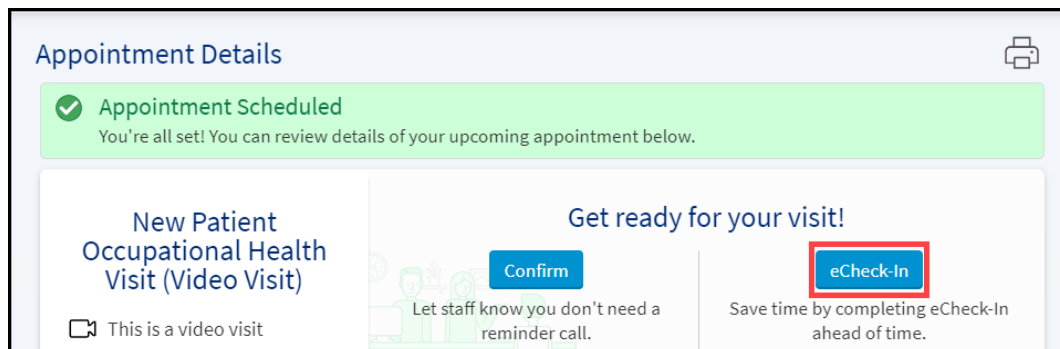 Appointment Details
Appointment Scheduled
You're all set! You can review details of your upcoming appointment below.
New Patient
Occupational Health
Visit (Video Visit)
This is a video visit
Get ready for your visit!
Confirm
Let staff know you don't need a
reminder call.
eCheck-In
Save time by completing eCheck-In
ahead of time.